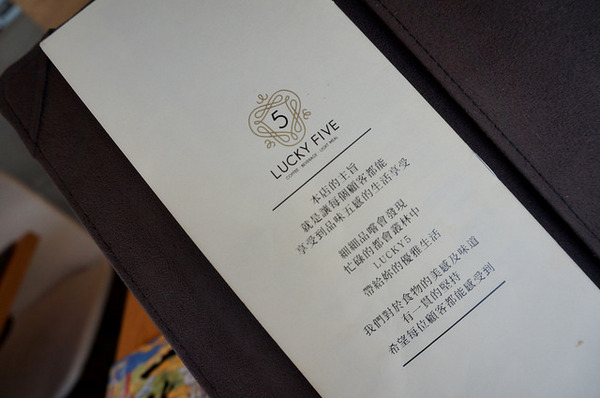 5
LUCKY FIVE
COFFEE · BEVERAGE · LIGHT MEAL
本店的主旨
就是讓每個顧客都能
享受到品味五感的生活享受
細細品嚐會發現
忙碌的都會叢林中
LUCKY5
帶給妳的優雅生活
我們對於食物的美感及味道
有一貫的堅持
希望每位顧客都能感受到